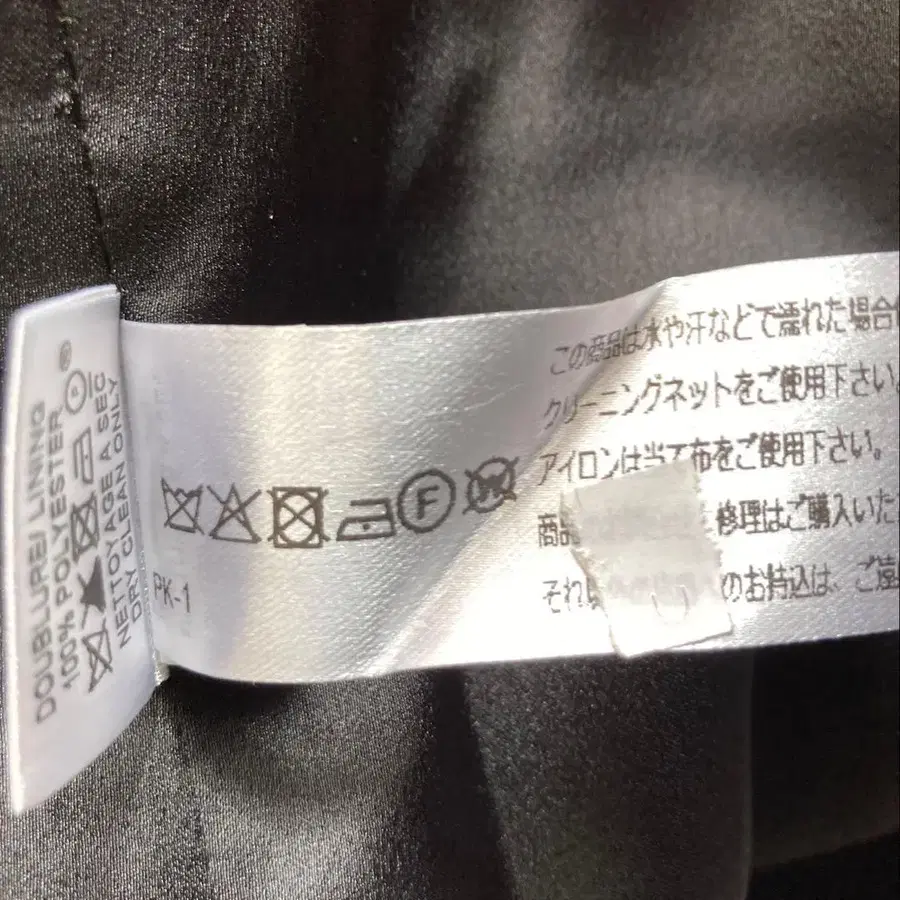 DOUBLURE/ LINING
100% POLYESTER
®
NETTOYAGE A SEC
DRY CLEAN ONLY
F
PK-1
この商品は水や汗などで濡れた場合
クリーニングネットをご使用下さい。
アイロンは当て布をご使用下さい。
商品 修理はご購入いた
それ のお持込は、ご遠